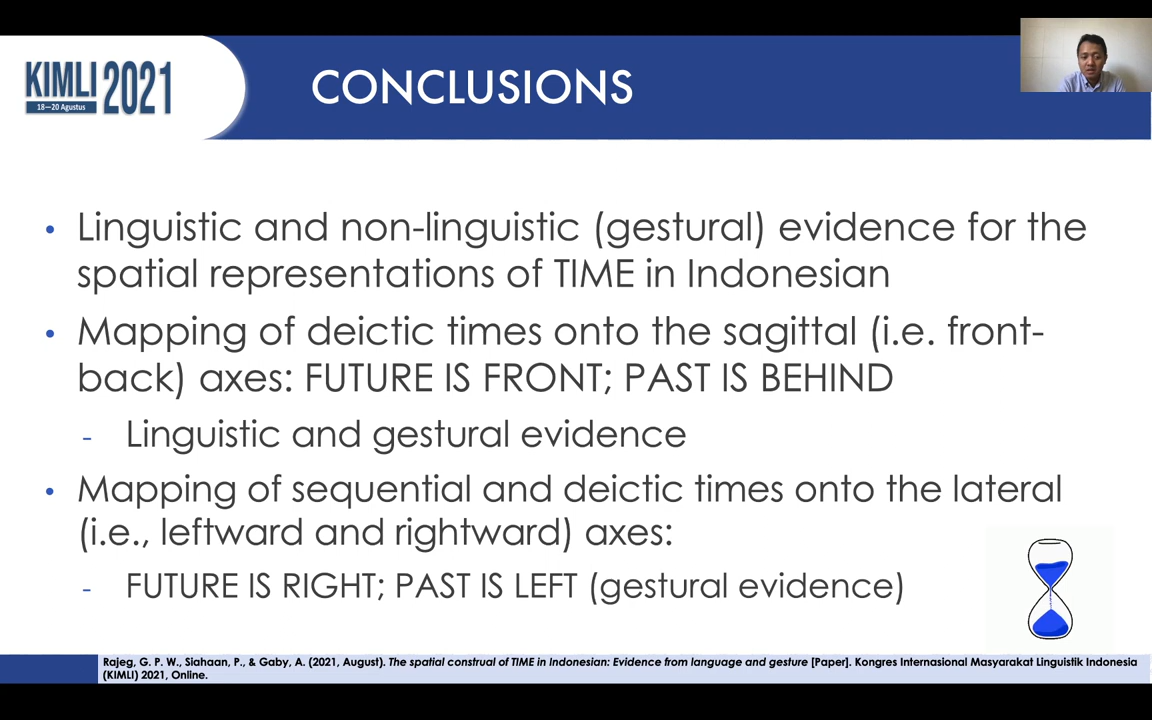 KIMLI 2021
18—20 Agustus
CONCLUSIONS
• Linguistic and non-linguistic (gestural) evidence for the
spatial representations of TIME in Indonesian
• Mapping of deictic times onto the sagittal (i.e. front-
back) axes: FUTURE IS FRONT; PAST IS BEHIND
- Linguistic and gestural evidence
• Mapping of sequential and deictic times onto the lateral
(i.e., leftward and rightward) axes:
- FUTURE IS RIGHT; PAST IS LEFT (gestural evidence)
Rajeg, G. P. W., Siahaan, P., & Gaby, A. (2021, August). The spatial construal of TIME in Indonesian: Evidence from language and gesture [Paper]. Kongres Internasional Masyarakat Linguistik Indonesia
(KIMLI) 2021, Online.